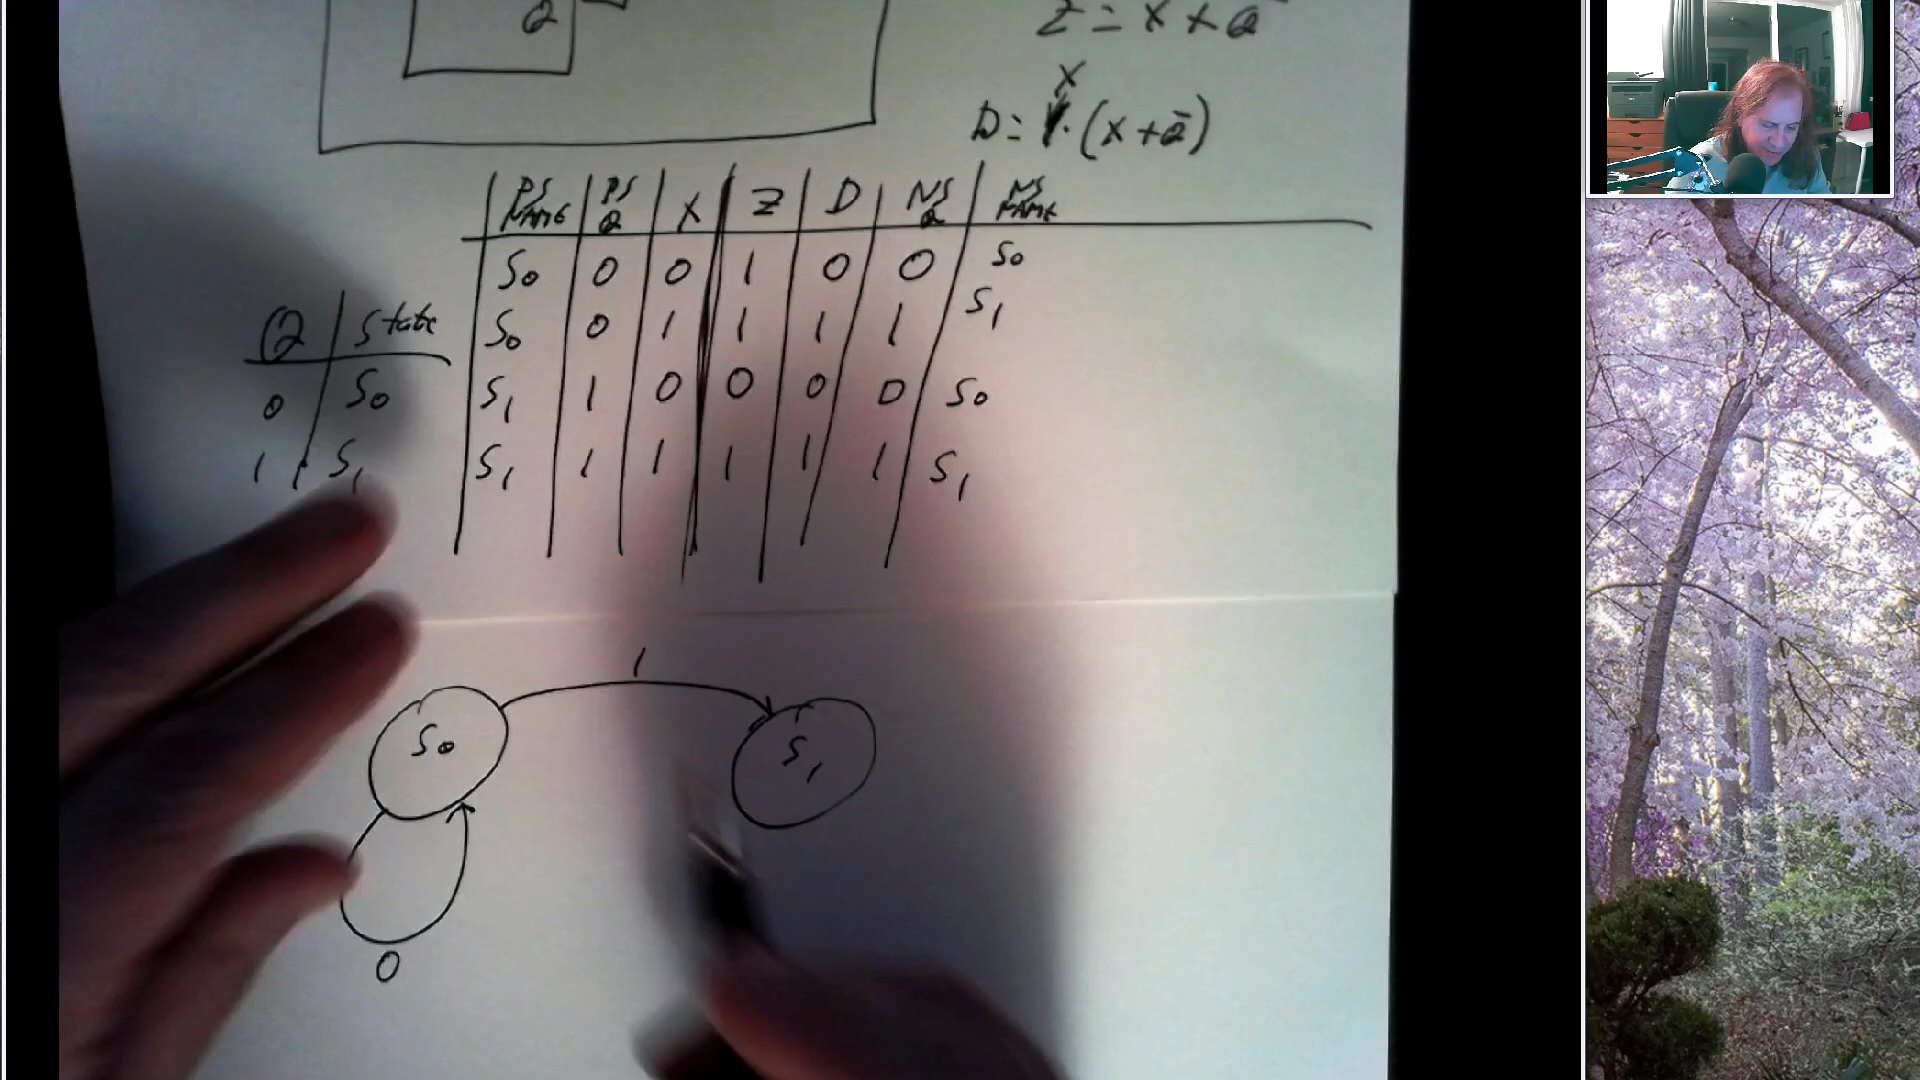 Q
Z = X + Q̄
X
D = Y · (X + Q̄)
PS NAME | PS Q | X | Z | D | NS Q | NS NAME
S0 | 0 | 0 | 1 | 0 | 0 | S0
S0 | 0 | 1 | 1 | 1 | 1 | S1
S1 | 1 | 0 | 0 | 0 | 0 | S0
S1 | 1 | 1 | 1 | 1 | 1 | S1
Q | State
0 | S0
1 | S1
1
S0
S1
0